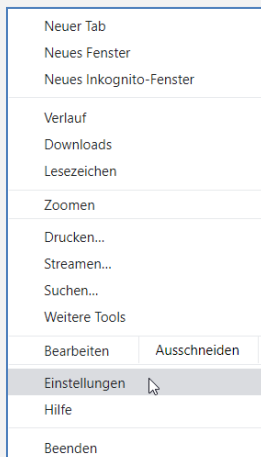 Neuer Tab
Neues Fenster
Neues Inkognito-Fenster
Verlauf
Downloads
Lesezeichen
Zoomen
Drucken...
Streamen...
Suchen...
Weitere Tools
Bearbeiten Ausschneiden
Einstellungen
Hilfe
Beenden